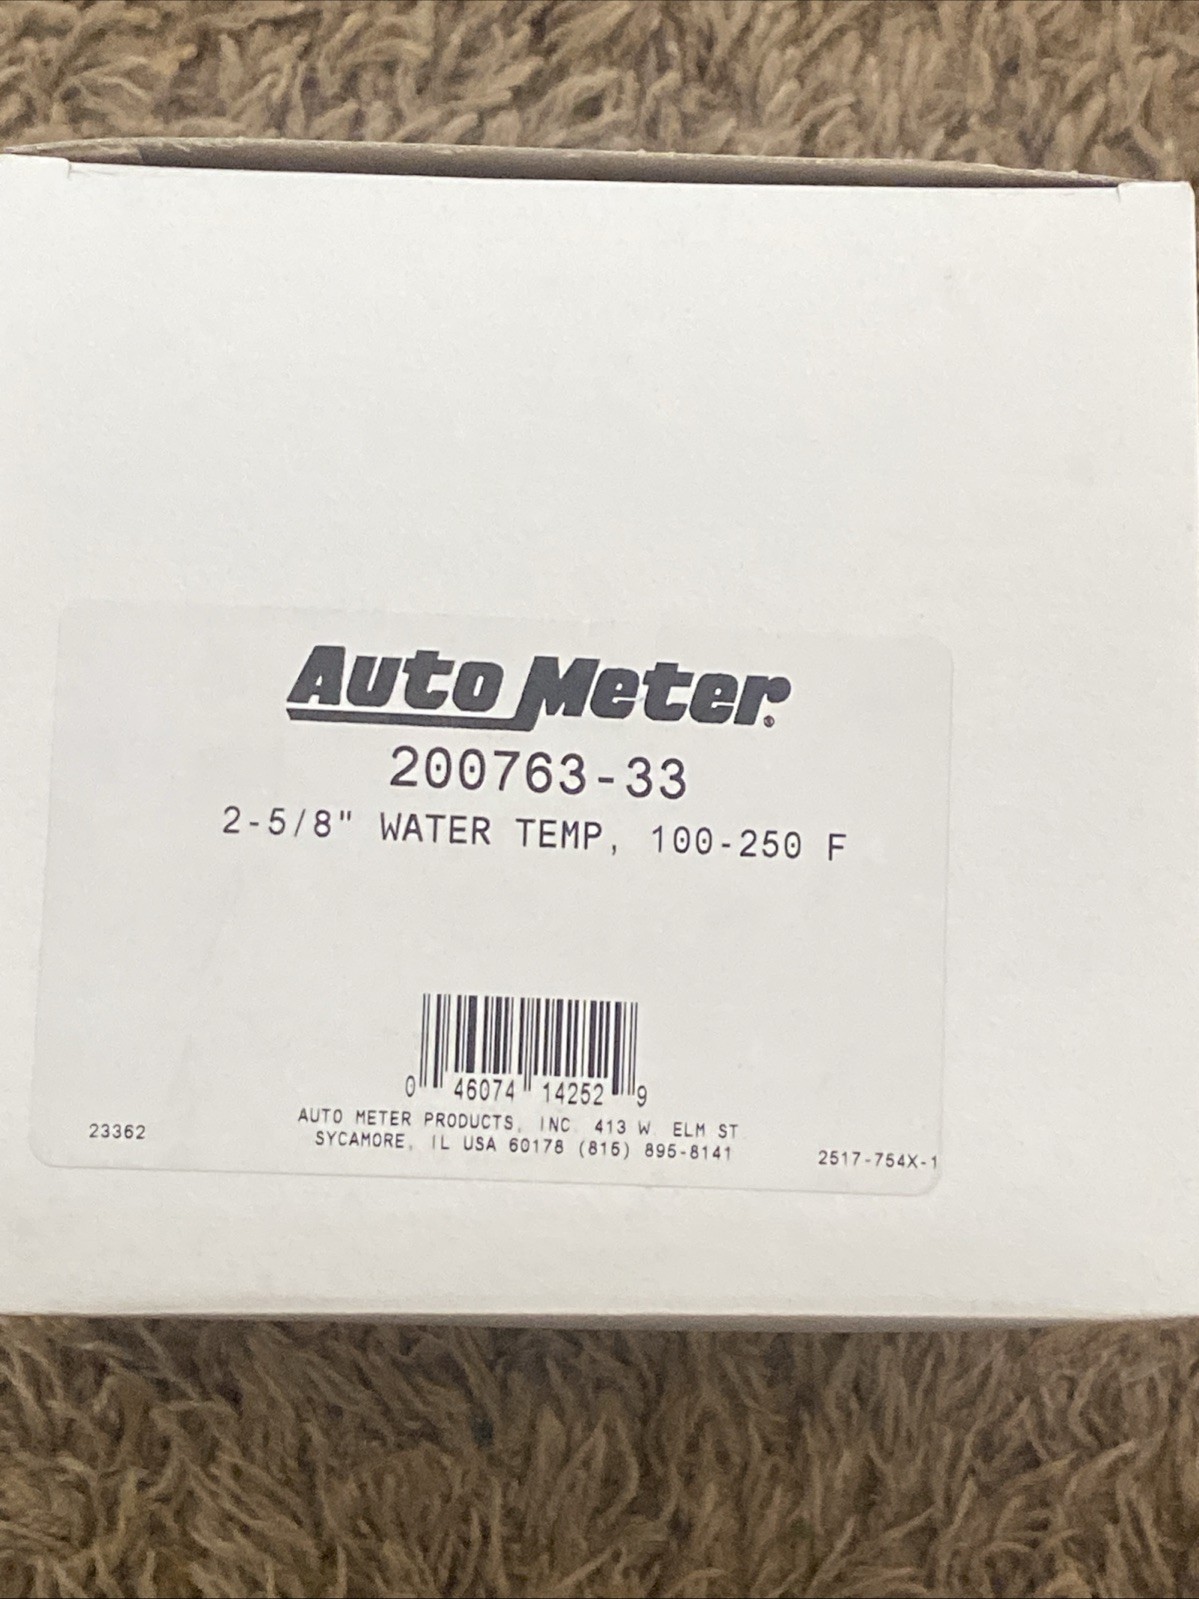 Auto Meter®
200763-33
2-5/8" WATER TEMP, 100-250 F
0 46074 14252 9
AUTO METER PRODUCTS, INC. 413 W. ELM ST
SYCAMORE, IL USA 60178 (815) 895-8141
23362
2517-754X-1